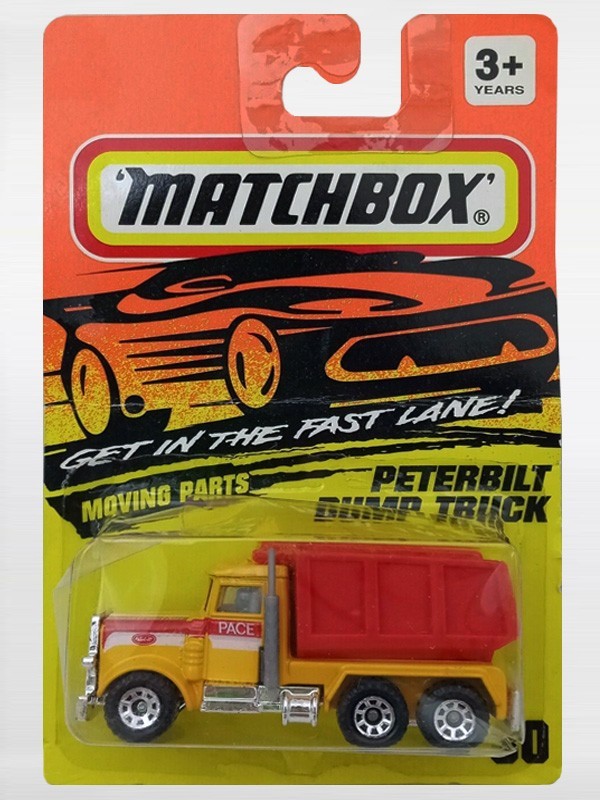 3+
YEARS
'MATCHBOX'®
GET IN THE FAST LANE!
MOVING PARTS
PETERBILT
DUMP TRUCK
PACE